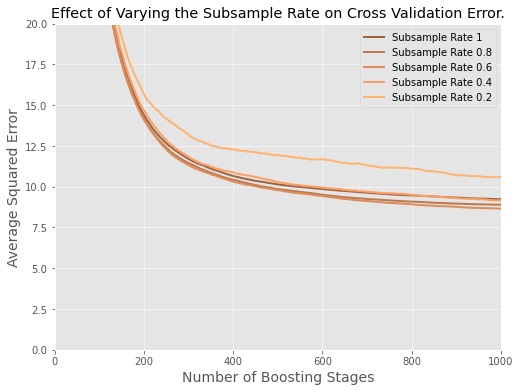 Effect of Varying the Subsample Rate on Cross Validation Error.
Subsample Rate 1
Subsample Rate 0.8
Subsample Rate 0.6
Subsample Rate 0.4
Subsample Rate 0.2
Average Squared Error
20.0
17.5
15.0
12.5
10.0
7.5
5.0
2.5
0.0
0 200 400 600 800 1000
Number of Boosting Stages